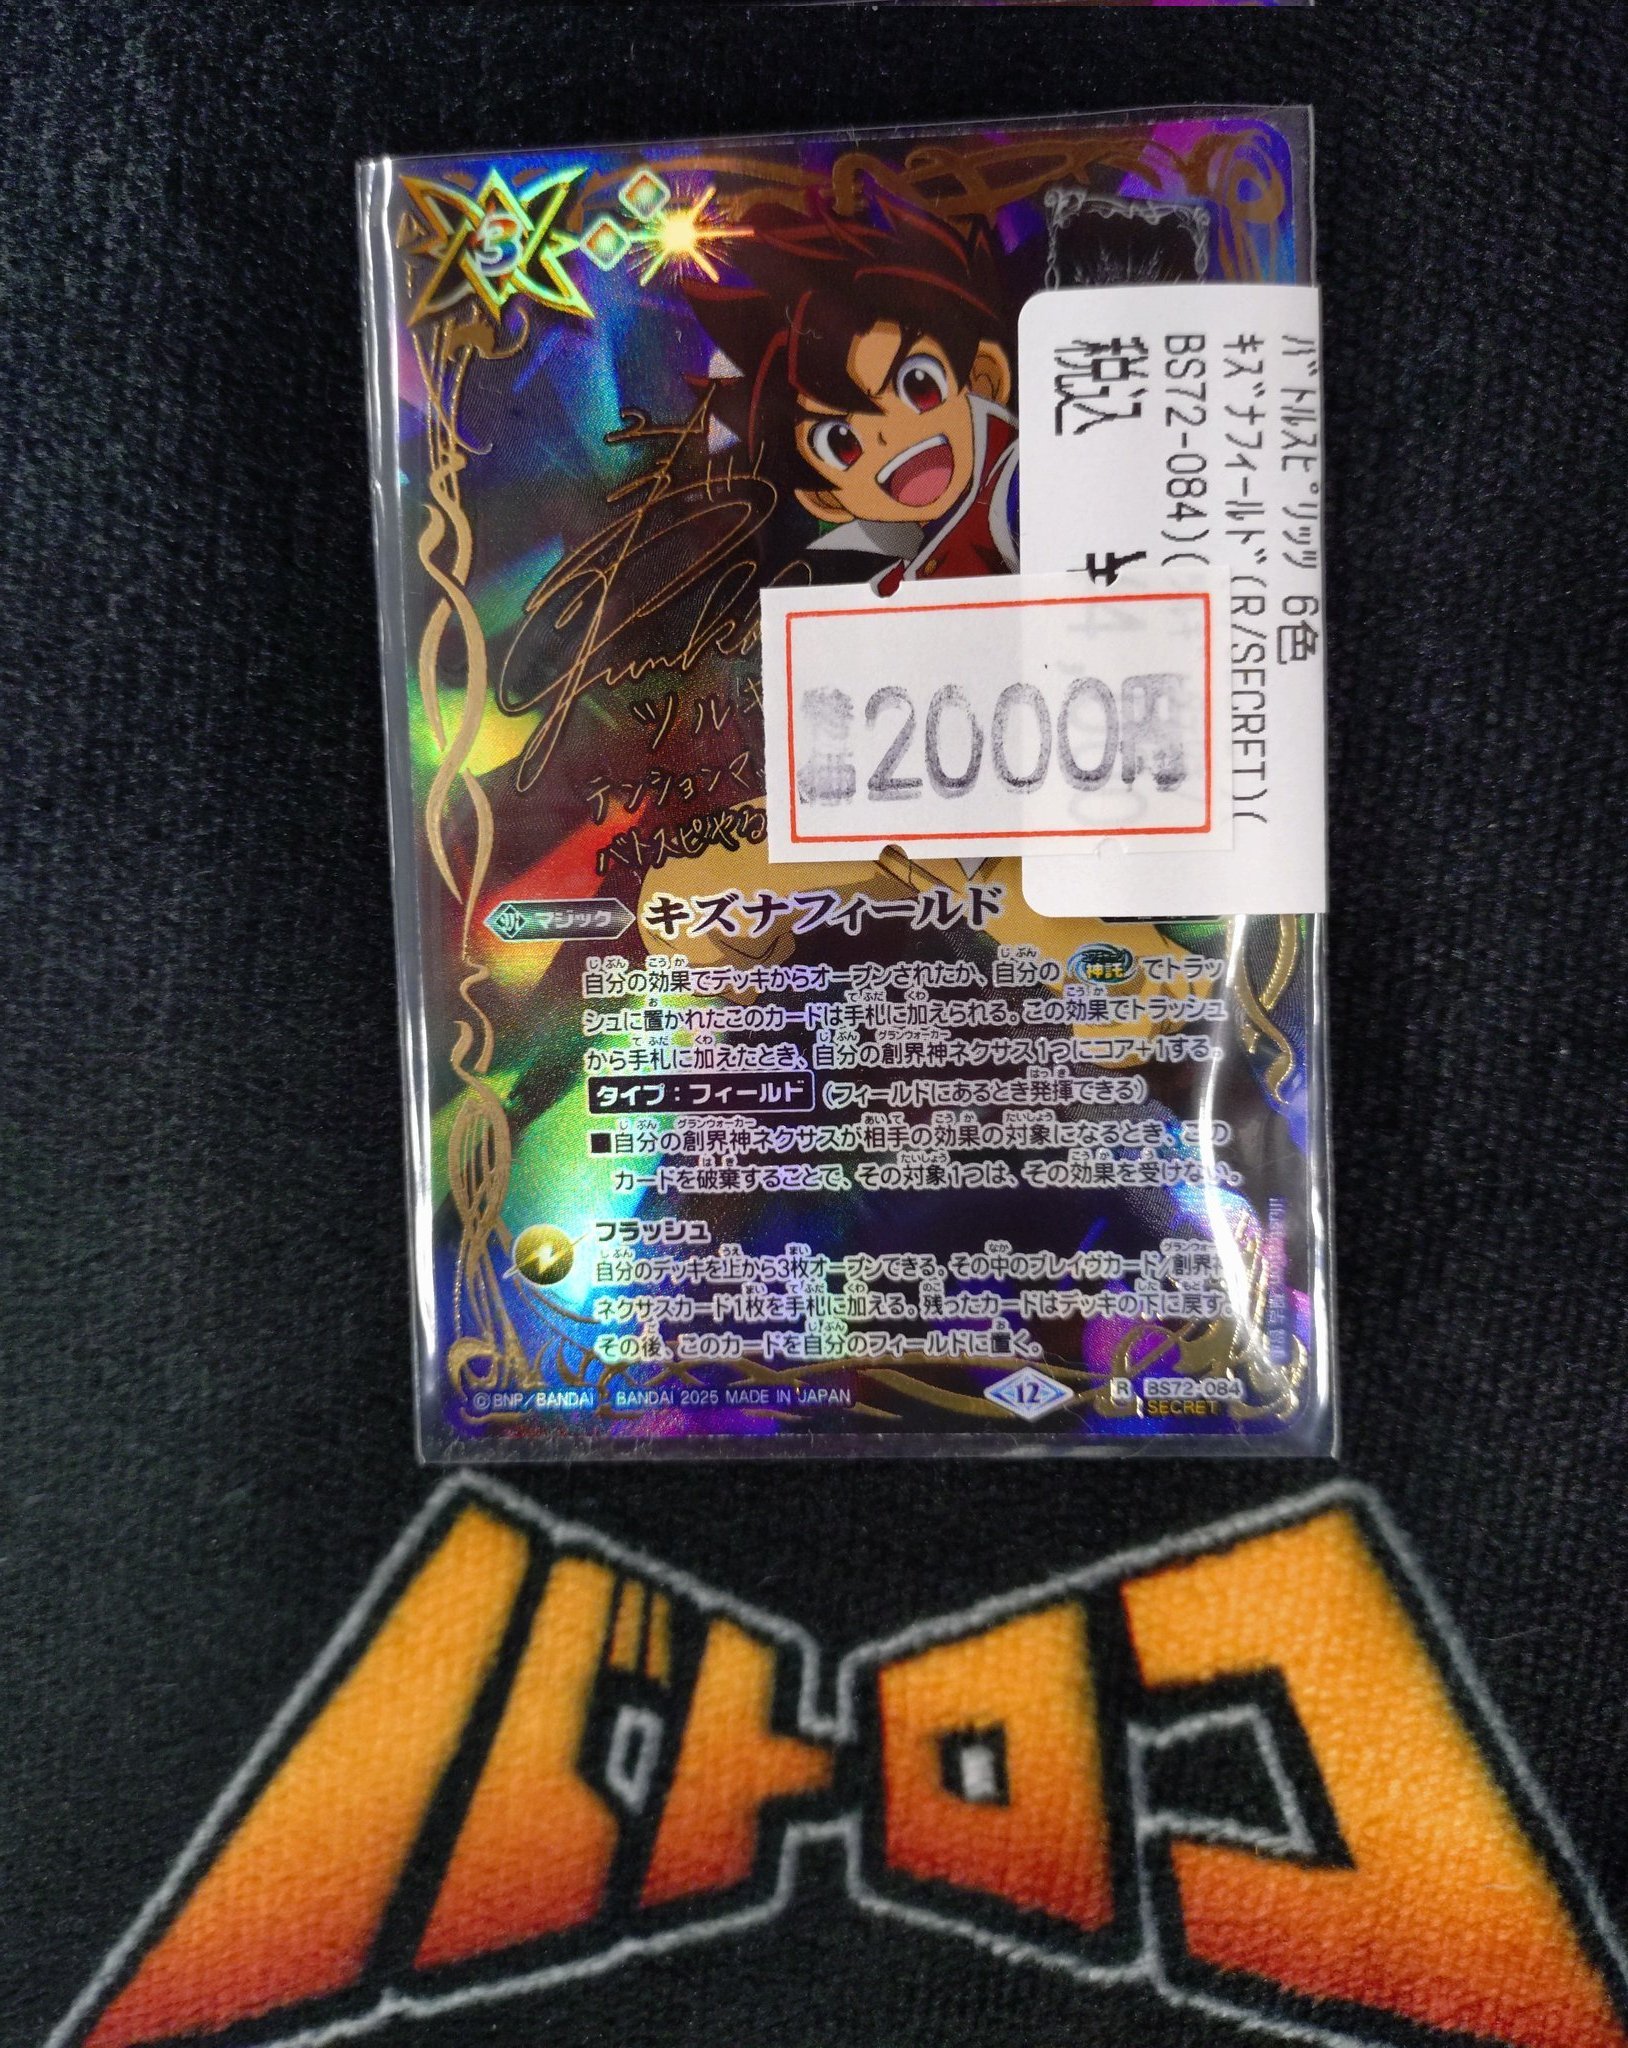 3
バトルスピリッツ 6色
キズナフィールド(R/SECRET)(
BS72-084)(
税込
2000円
ツルギ
テンションマッ
バトスピやる
マジック
キズナフィールド
自分の効果でデッキからオープンされたか、自分の神託でトラッ
シュに置かれたこのカードは手札に加えられる。この効果でトラッシュ
から手札に加えたとき、自分の創界神ネクサス1つにコア+1する。
タイプ：フィールド (フィールドにあるとき発揮できる)
■自分の創界神ネクサスが相手の効果の対象になるとき、この
カードを破棄することで、その対象1つは、その効果を受けない。
フラッシュ
自分のデッキを上から3枚オープンできる。その中のブレイヴカード/創界神
ネクサスカード1枚を手札に加える。残ったカードはデッキの下に戻す。
その後、このカードを自分のフィールドに置く。
©BNP/BANDAI BANDAI 2025 MADE IN JAPAN
12
R BS72-084
SECRET
バトロコ